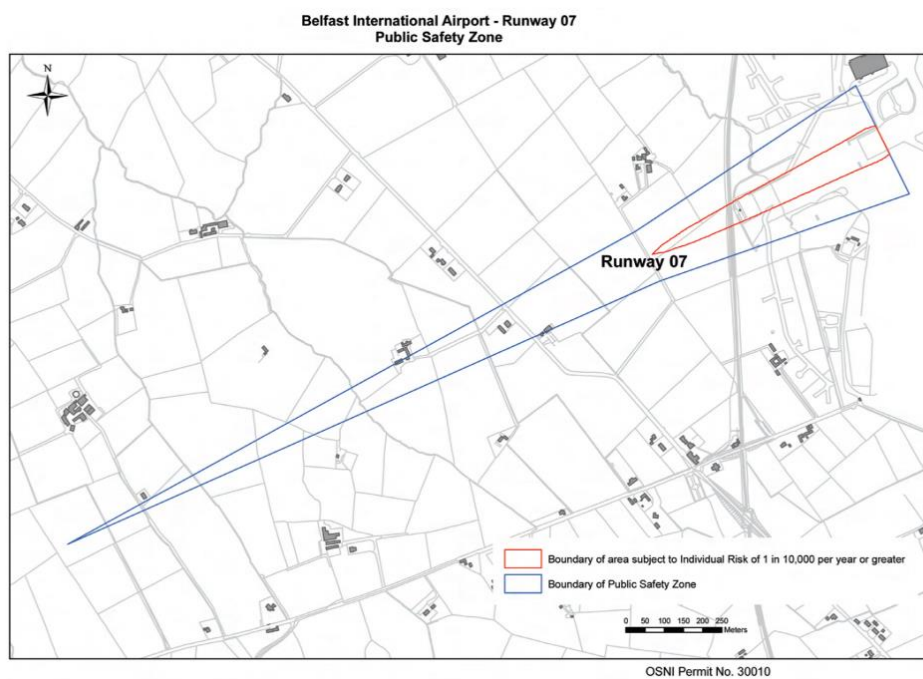 Belfast International Airport - Runway 07
Public Safety Zone
N
Runway 07
Boundary of area subject to Individual Risk of 1 in 10,000 per year or greater
Boundary of Public Safety Zone
0 50 100 150 200 250
Meters
OSNI Permit No. 30010